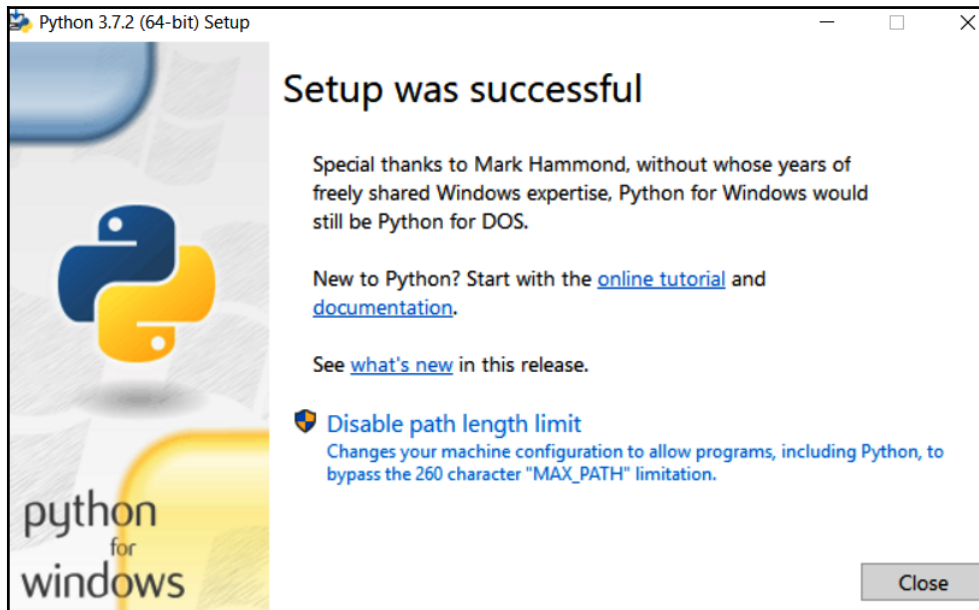 Python 3.7.2 (64-bit) Setup
Setup was successful
Special thanks to Mark Hammond, without whose years of
freely shared Windows expertise, Python for Windows would
still be Python for DOS.
New to Python? Start with the online tutorial and
documentation.
See what's new in this release.
Disable path length limit
Changes your machine configuration to allow programs, including Python, to
bypass the 260 character "MAX_PATH" limitation.
python
for
windows
Close